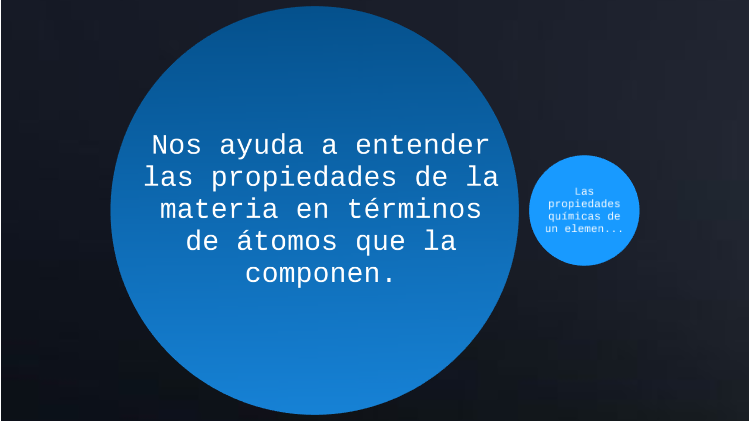 Nos ayuda a entender
las propiedades de la
materia en términos
de átomos que la
componen.
Las
propiedades
químicas de
un elemen...